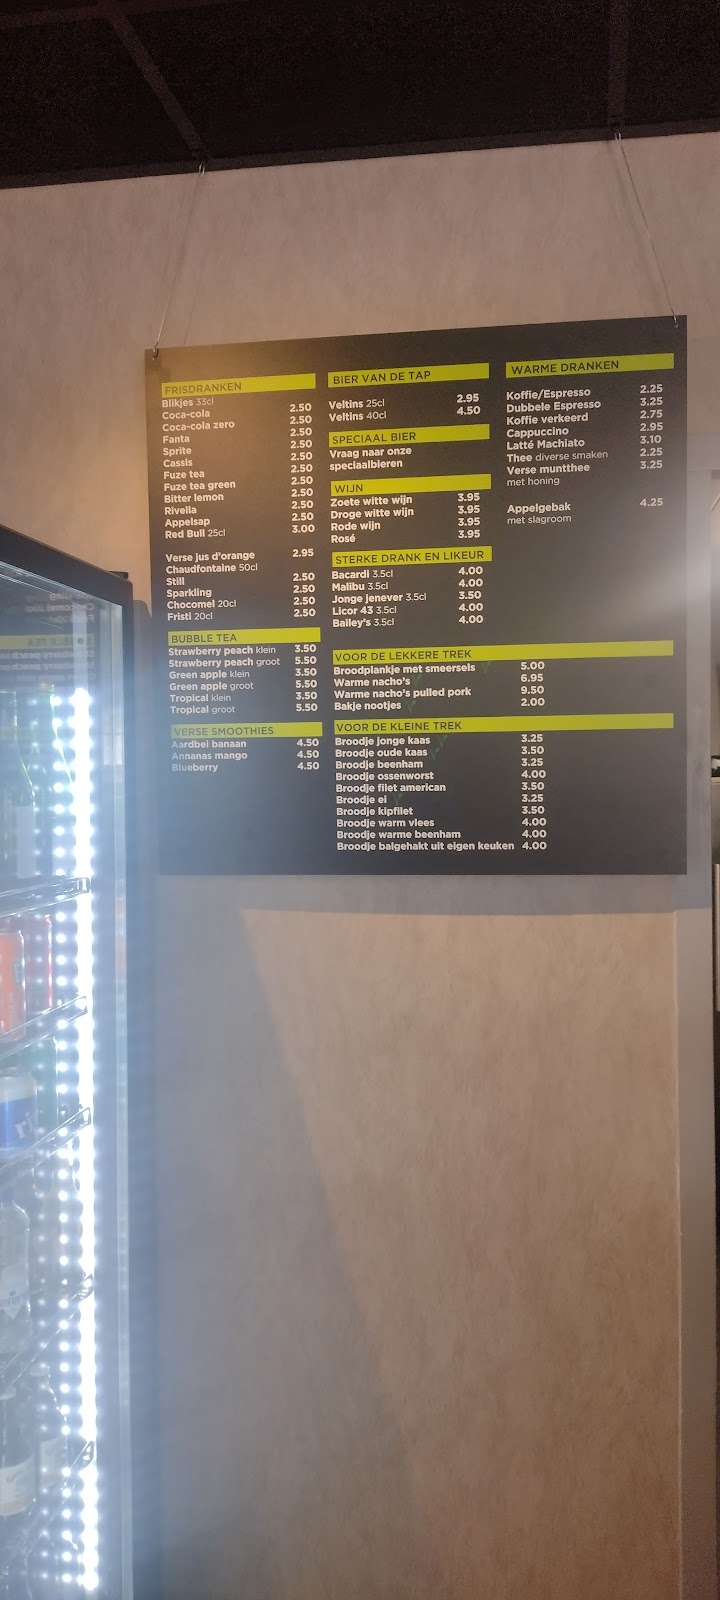 FRISDRANKEN
Blikjes 33cl
Coca-cola 2.50
Coca-cola zero 2.50
Fanta 2.50
Sprite 2.50
Cassis 2.50
Fuze tea 2.50
Fuze tea green 2.50
Bitter lemon 2.50
Rivella 2.50
Appelsap 2.50
Red Bull 25cl 3.00
Verse jus d'orange 2.95
Chaudfontaine 50cl
Still 2.50
Sparkling 2.50
Chocomel 20cl 2.50
Fristi 20cl 2.50
BUBBLE TEA
Strawberry peach klein 3.50
Strawberry peach groot 5.50
Green apple klein 3.50
Green apple groot 5.50
Tropical klein 3.50
Tropical groot 5.50
VERSE SMOOTHIES
Aardbei banaan 4.50
Annanas mango 4.50
Blueberry 4.50
BIER VAN DE TAP
Veltins 25cl 2.95
Veltins 40cl 4.50
SPECIAAL BIER
Vraag naar onze
speciaalbieren
WIJN
Zoete witte wijn 3.95
Droge witte wijn 3.95
Rode wijn 3.95
Rosé 3.95
STERKE DRANK EN LIKEUR
Bacardi 3.5cl 4.00
Malibu 3.5cl 4.00
Jonge jenever 3.5cl 3.50
Licor 43 3.5cl 4.00
Bailey's 3.5cl 4.00
WARME DRANKEN
Koffie/Espresso 2.25
Dubbele Espresso 3.25
Koffie verkeerd 2.75
Cappuccino 2.95
Latté Machiato 3.10
Thee diverse smaken 2.25
Verse muntthee 3.25
met honing
Appelgebak 4.25
met slagroom
VOOR DE LEKKERE TREK
Broodplankje met smeersels 5.00
Warme nacho's 6.95
Warme nacho's pulled pork 9.50
Bakje nootjes 2.00
VOOR DE KLEINE TREK
Broodje jonge kaas 3.25
Broodje oude kaas 3.50
Broodje beenham 3.25
Broodje ossenworst 4.00
Broodje filet american 3.50
Broodje ei 3.25
Broodje kipfilet 3.50
Broodje warm vlees 4.00
Broodje warme beenham 4.00
Broodje balgehakt uit eigen keuken 4.00